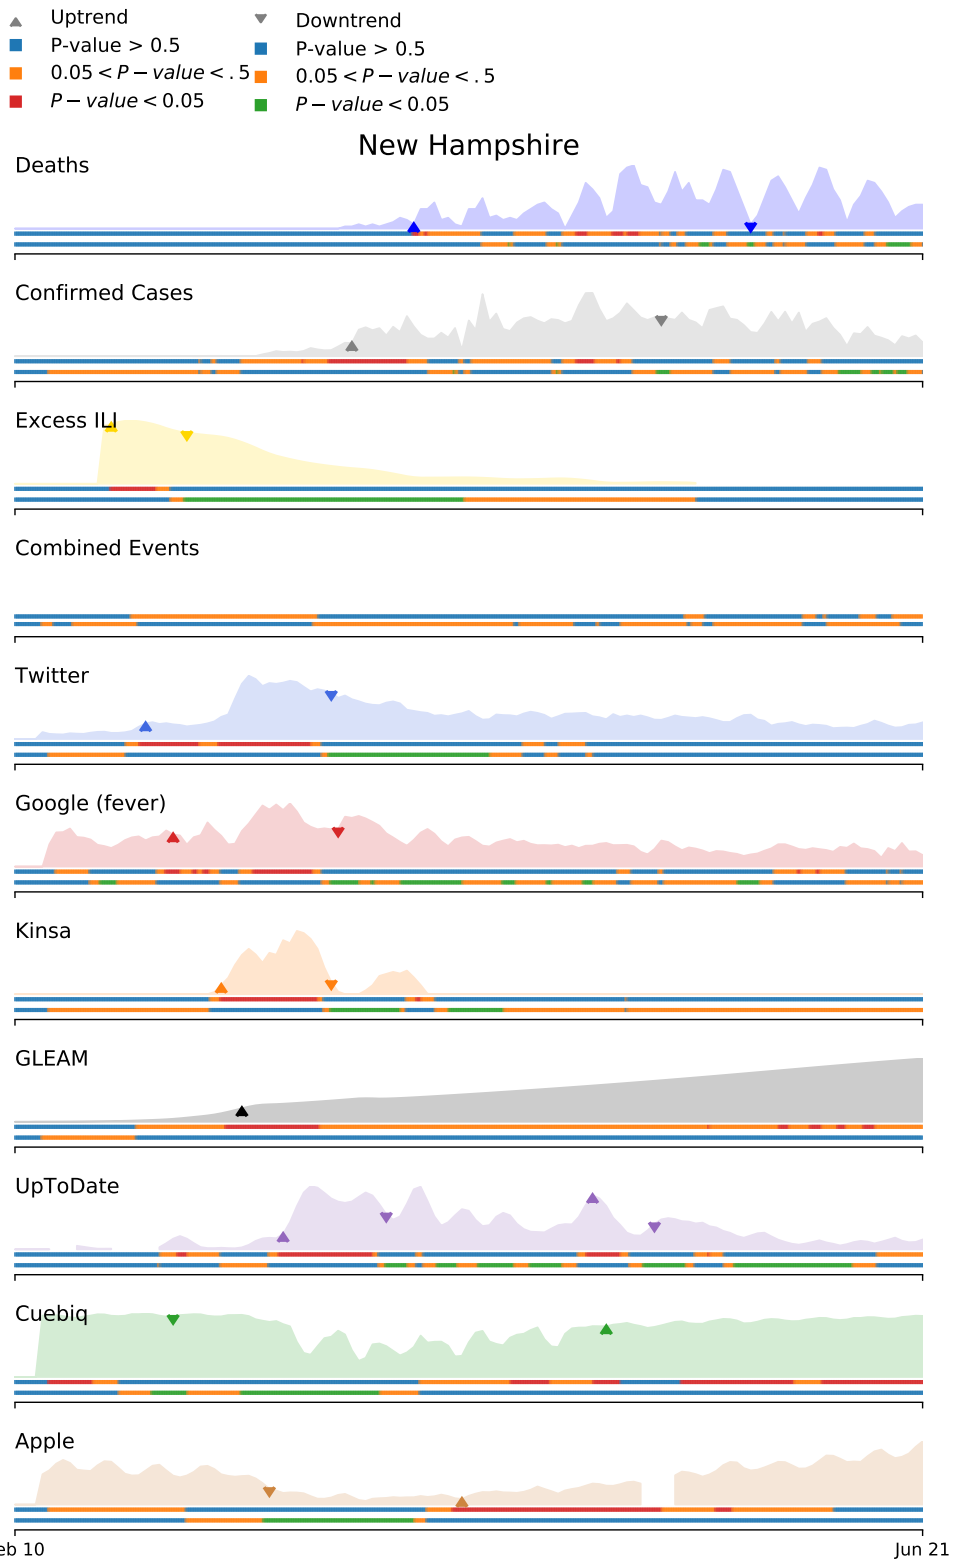 Uptrend
P-value > 0.5
0.05 < P − value < .5
P − value < 0.05
Downtrend
P-value > 0.5
0.05 < P − value < .5
P − value < 0.05
New Hampshire
Deaths
Confirmed Cases
Excess ILI
Combined Events
Twitter
Google (fever)
Kinsa
GLEAM
UpToDate
Cuebiq
Apple
eb 10
Jun 21